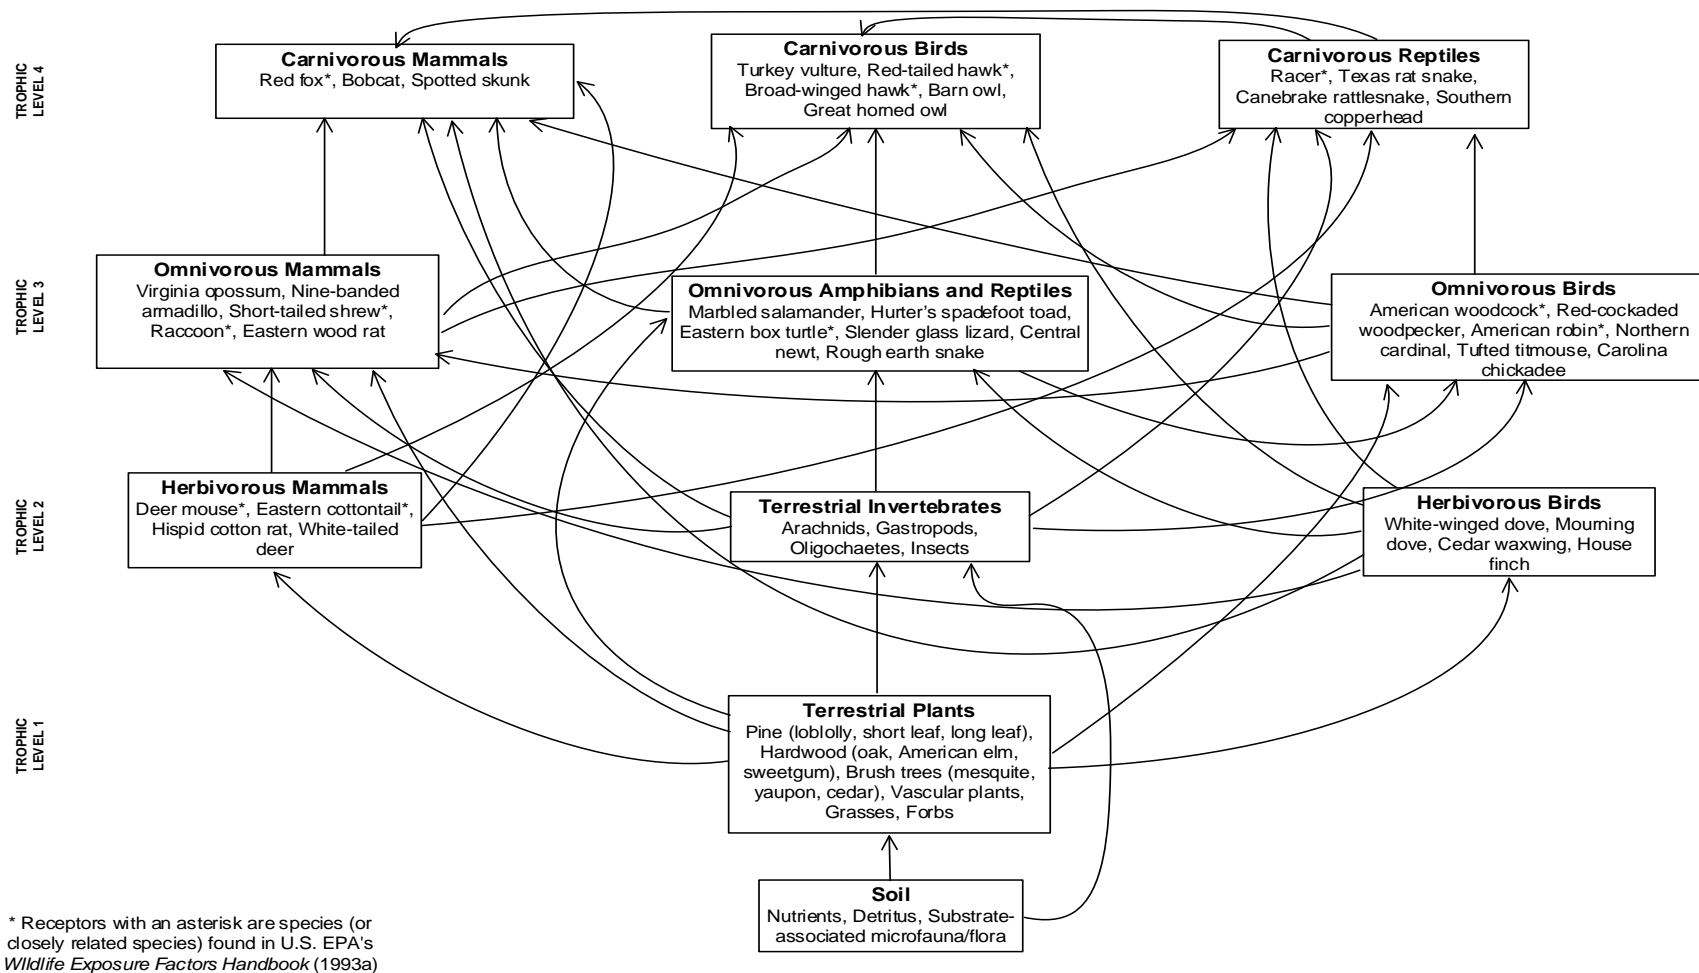 TROPHIC
LEVEL 4
Carnivorous Mammals
Red fox*, Bobcat, Spotted skunk
Carnivorous Birds
Turkey vulture, Red-tailed hawk*,
Broad-winged hawk*, Barn owl,
Great horned owl
Carnivorous Reptiles
Racer*, Texas rat snake,
Canebrake rattlesnake, Southern
copperhead
TROPHIC
LEVEL 3
Omnivorous Mammals
Virginia opossum, Nine-banded
armadillo, Short-tailed shrew*,
Raccoon*, Eastern wood rat
Omnivorous Amphibians and Reptiles
Marbled salamander, Hurter's spadefoot toad,
Eastern box turtle*, Slender glass lizard, Central
newt, Rough earth snake
Omnivorous Birds
American woodcock*, Red-cockaded
woodpecker, American robin*, Northern
cardinal, Tufted titmouse, Carolina
chickadee
TROPHIC
LEVEL 2
Herbivorous Mammals
Deer mouse*, Eastern cottontail*,
Hispid cotton rat, White-tailed
deer
Terrestrial Invertebrates
Arachnids, Gastropods,
Oligochaetes, Insects
Herbivorous Birds
White-winged dove, Mourning
dove, Cedar waxwing, House
finch
TROPHIC
LEVEL 1
Terrestrial Plants
Pine (loblolly, short leaf, long leaf),
Hardwood (oak, American elm,
sweetgum), Brush trees (mesquite,
yaupon, cedar), Vascular plants,
Grasses, Forbs
Soil
Nutrients, Detritus, Substrate-
associated microfauna/flora
* Receptors with an asterisk are species (or
closely related species) found in U.S. EPA's
Wildlife Exposure Factors Handbook (1993a)